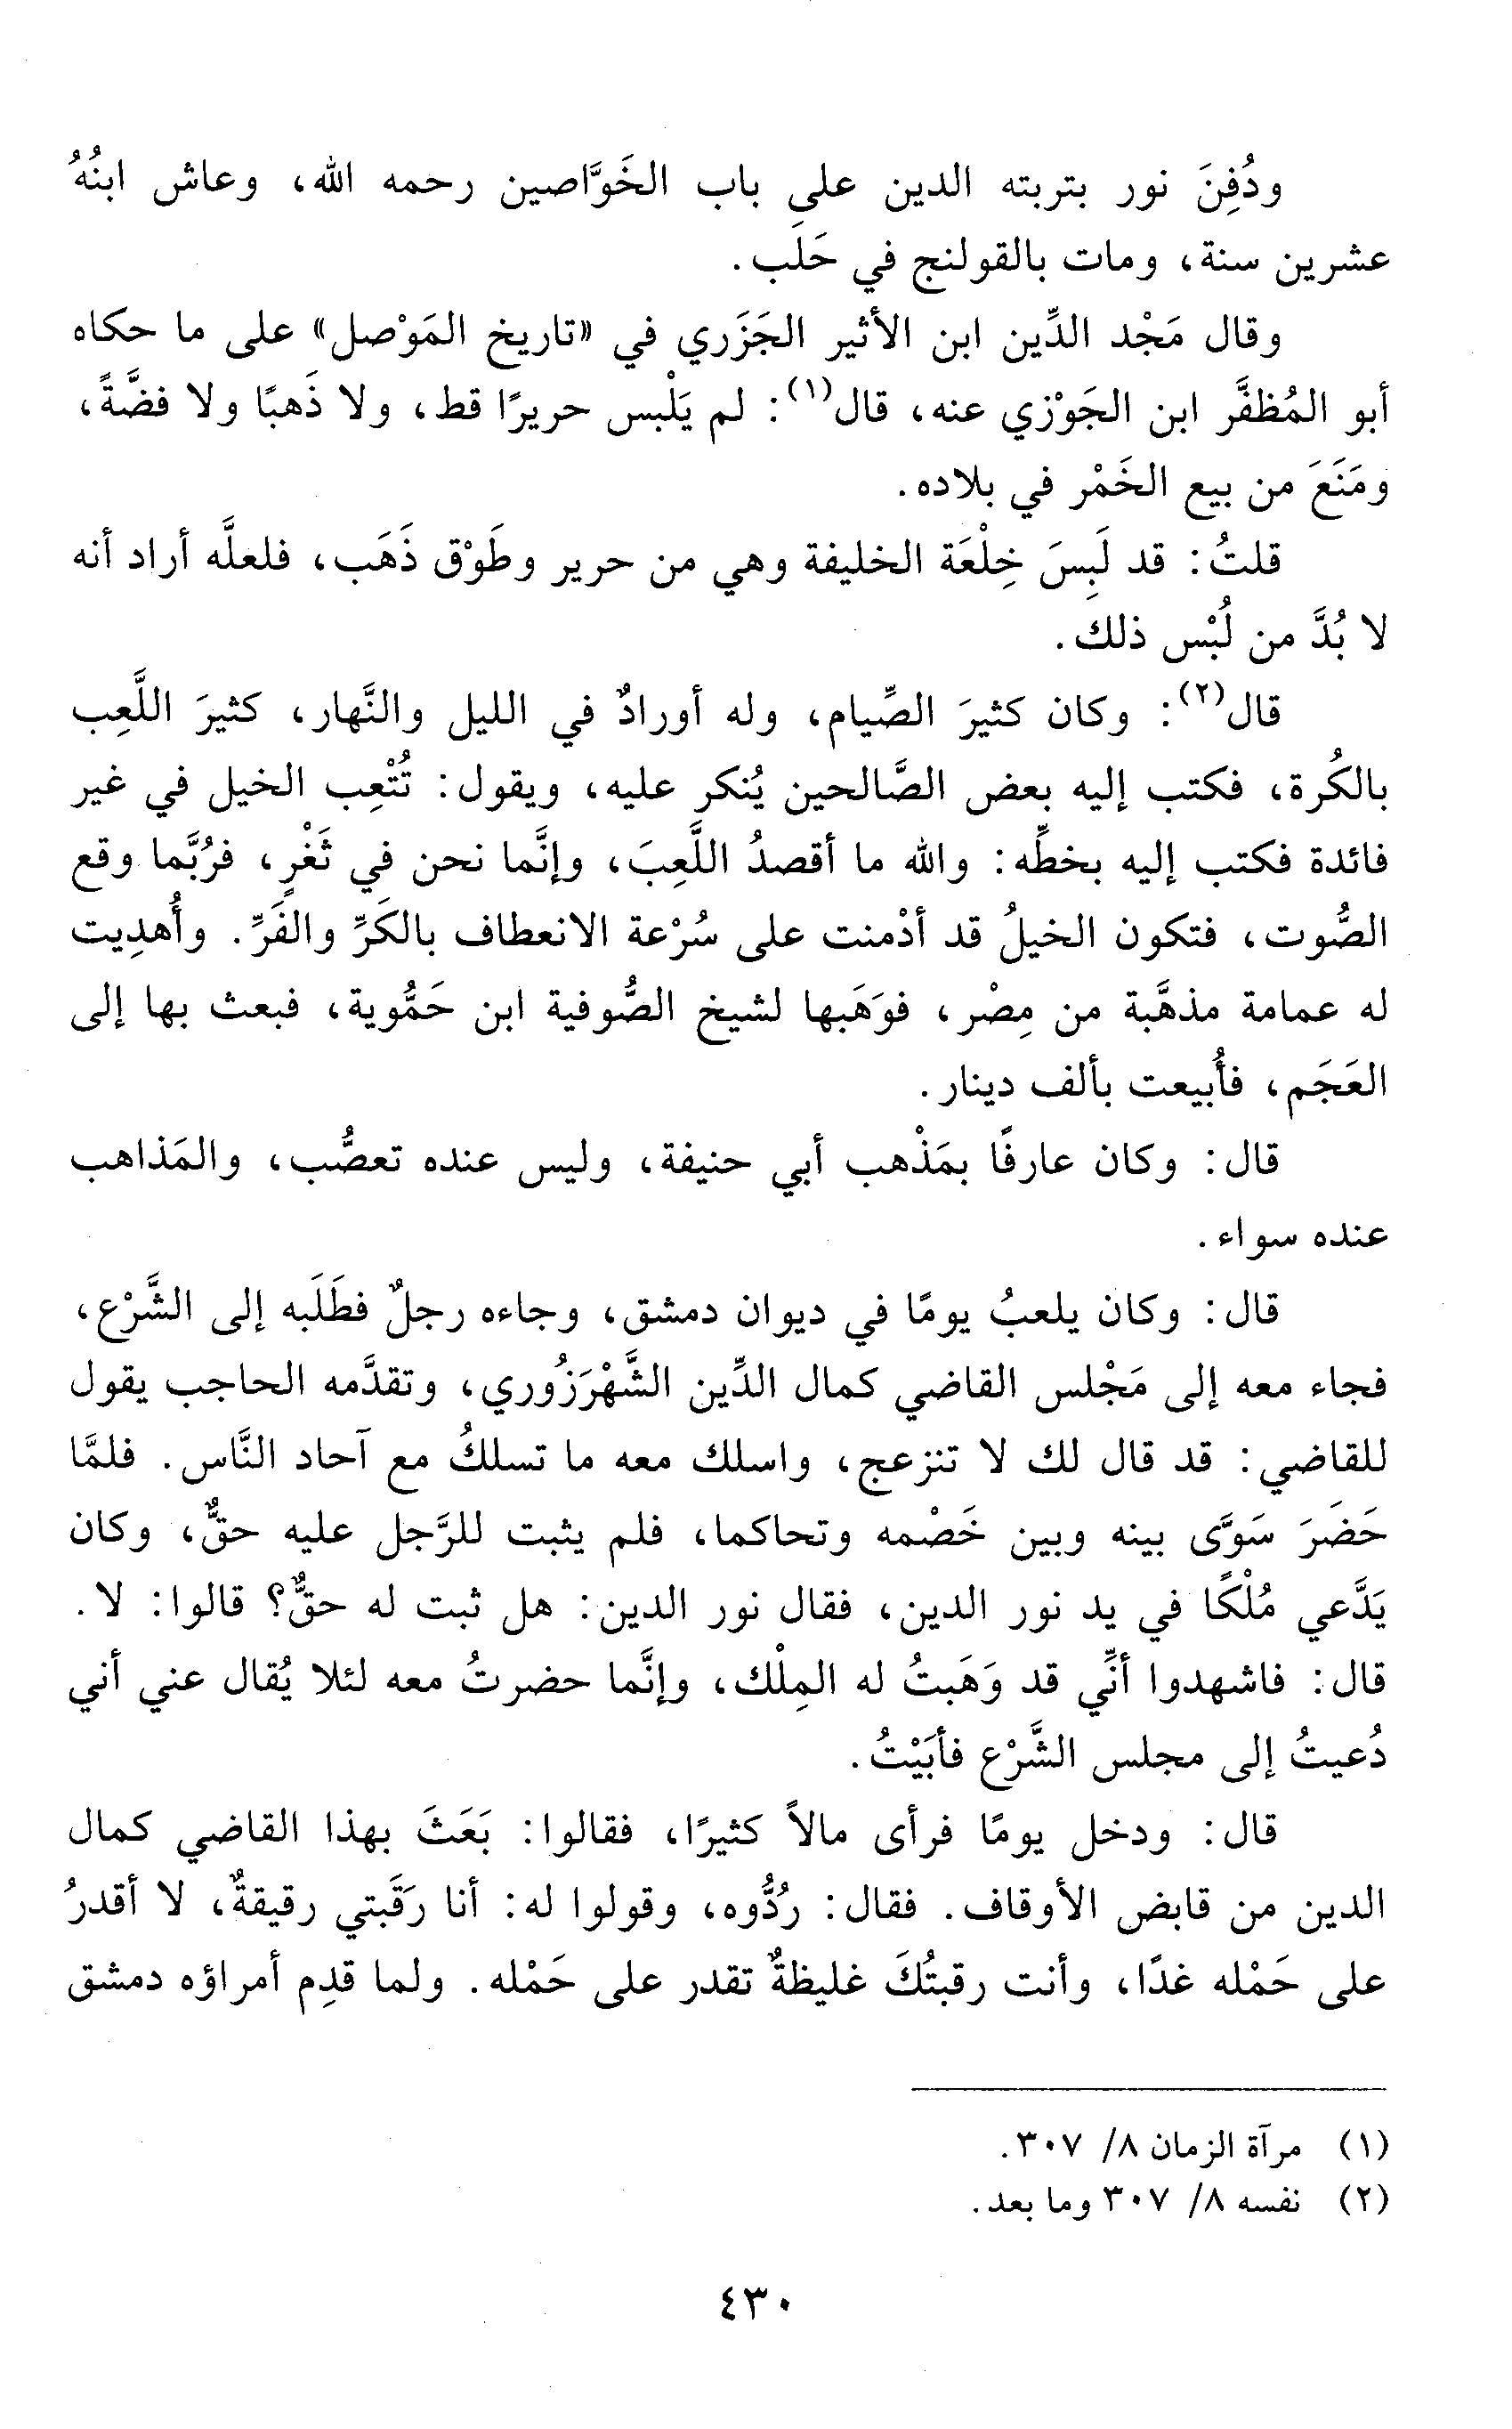 ودُفِنَ نور بتربته الدين على باب الخَوَّاصين رحمه الله، وعاش ابنُهُ
عشرين سنة، ومات بالقولنج في حَلَب.
وقال مَجْد الدِّين ابن الأثير الجَزَري في «تاريخ المَوْصل» على ما حكاه
أبو المُظفَّر ابن الجَوْزي عنه، قال(١): لم يَلْبس حريرًا قط، ولا ذَهبًا ولا فضَّةً،
ومَنَعَ من بيع الخَمْر في بلاده.
قلتُ: قد لَبِسَ خِلْعَة الخليفة وهي من حرير وطَوْق ذَهَب، فلعلَّه أراد أنه
لا بُدَّ من لُبْس ذلك.
قال(٢): وكان كثيرَ الصِّيام، وله أورادٌ في الليل والنَّهار، كثيرَ اللَّعِب
بالكُرة، فكتب إليه بعض الصَّالحين يُنكر عليه، ويقول: تُتْعِب الخيل في غير
فائدة فكتب إليه بخطِّه: والله ما أقصدُ اللَّعِبَ، وإنَّما نحن في ثَغْرٍ، فرُبَّما وقع
الصُّوت، فتكون الخيلُ قد أدْمنت على سُرْعة الانعطاف بالكَرِّ والفَرِّ. وأُهدِيت
له عمامة مذهَّبة من مِصْر، فوَهَبها لشيخ الصُّوفية ابن حَمُّوية، فبعث بها إلى
العَجَم، فأُبيعت بألف دينار.
قال: وكان عارفًا بمَذْهب أبي حنيفة، وليس عنده تعصُّب، والمَذاهب
عنده سواء.
قال: وكان يلعبُ يومًا في ديوان دمشق، وجاءه رجلٌ فطَلَبه إلى الشَّرْع،
فجاء معه إلى مَجْلس القاضي كمال الدِّين الشَّهْرَزُوري، وتقدَّمه الحاجب يقول
للقاضي: قد قال لك لا تنزعج، واسلك معه ما تسلكُ مع آحاد النَّاس. فلمَّا
حَضَرَ سَوَّى بينه وبين خَصْمه وتحاكما، فلم يثبت للرَّجل عليه حقٌّ، وكان
يَدَّعي مُلْكًا في يد نور الدين، فقال نور الدين: هل ثبت له حقٌّ؟ قالوا: لا.
قال: فاشهدوا أنِّي قد وَهَبتُ له المِلْك، وإنَّما حضرتُ معه لئلا يُقال عني أني
دُعيتُ إلى مجلس الشَّرْع فأبَيْتُ.
قال: ودخل يومًا فرأى مالاً كثيرًا، فقالوا: بَعَثَ بهذا القاضي كمال
الدين من قابض الأوقاف. فقال: رُدُّوه، وقولوا له: أنا رَقَبتي رقيقةٌ، لا أقدرُ
على حَمْله غدًا، وأنت رقبتُكَ غليظةٌ تقدر على حَمْله. ولما قدِم أمراؤه دمشق
(١) مرآة الزمان ٨/ ٣٠٧.
(٢) نفسه ٨/ ٣٠٧ وما بعد.
٤٣٠